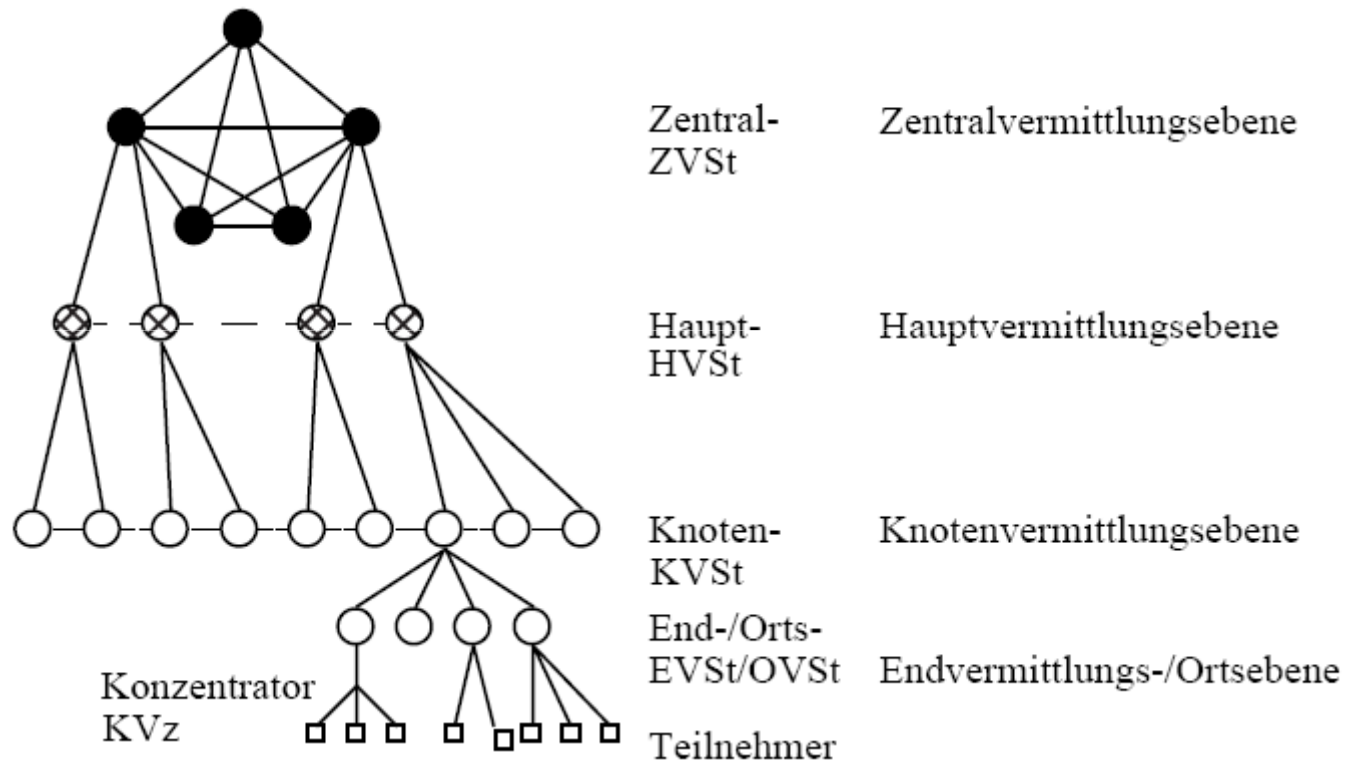 Zentral-
ZVSt
Zentralvermittlungsebene
Haupt-
HVSt
Hauptvermittlungsebene
Knoten-
KVSt
Knotenvermittlungsebene
End-/Orts-
EVSt/OVSt
Endvermittlungs-/Ortsebene
Konzentrator
KVz
Teilnehmer